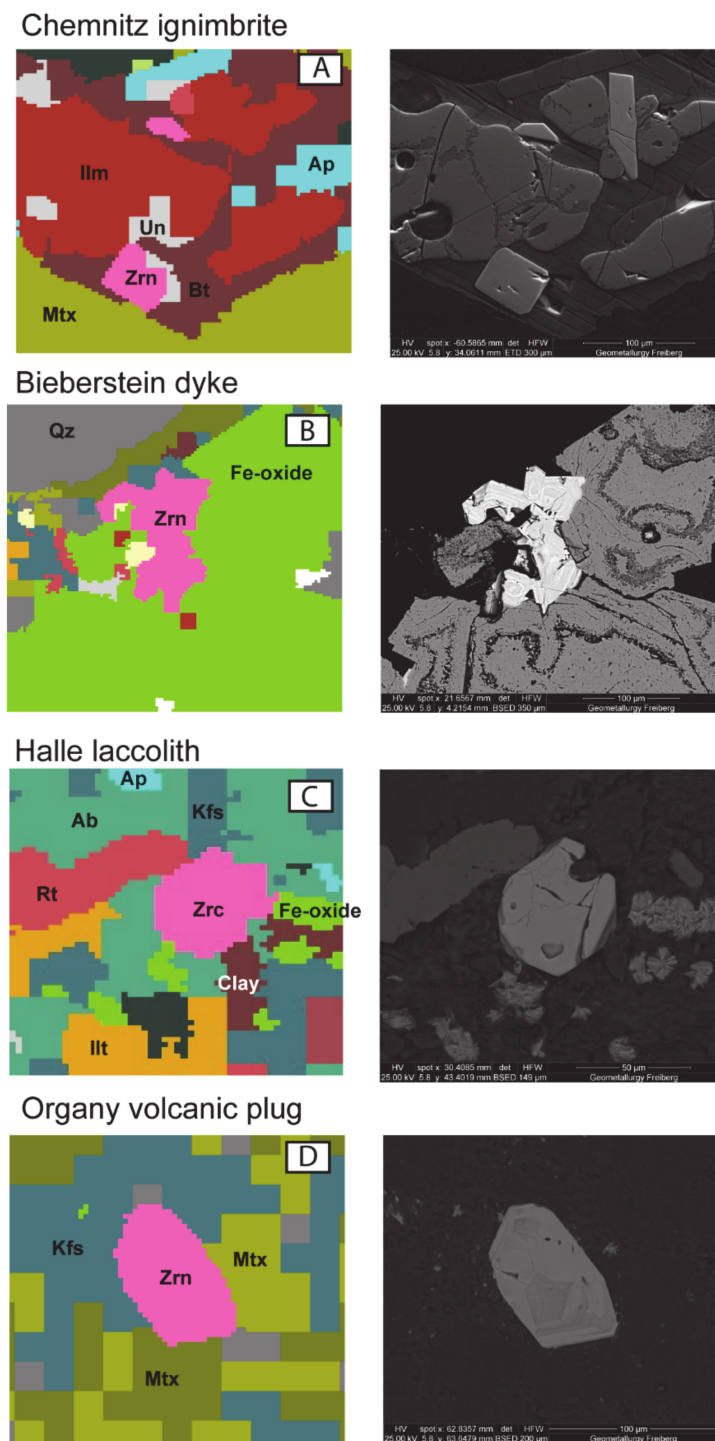 Chemnitz ignimbrite
A
Ilm
Ap
Un
Zrn
Bt
Mtx
HV spot x: -60.5865 mm det HFW 100 µm
25.00 kV 5.8 y: 34.0611 mm ETD 300 µm Geometallurgy Freiberg
Bieberstein dyke
B
Qz
Fe-oxide
Zrn
HV spot x: 21.6567 mm det HFW 100 µm
25.00 kV 5.8 y: 4.2154 mm BSED 350 µm Geometallurgy Freiberg
Halle laccolith
Ap
C
Ab
Kfs
Rt
Zrc
Fe-oxide
Clay
Ilt
HV spot x: 30.4085 mm det HFW 50 µm
25.00 kV 5.8 y: 43.4019 mm BSED 149 µm Geometallurgy Freiberg
Organy volcanic plug
D
Kfs
Mtx
Zrn
Mtx
HV spot x: 62.8357 mm det HFW 100 µm
25.00 kV 5.8 y: 63.6479 mm BSED 200 µm Geometallurgy Freiberg